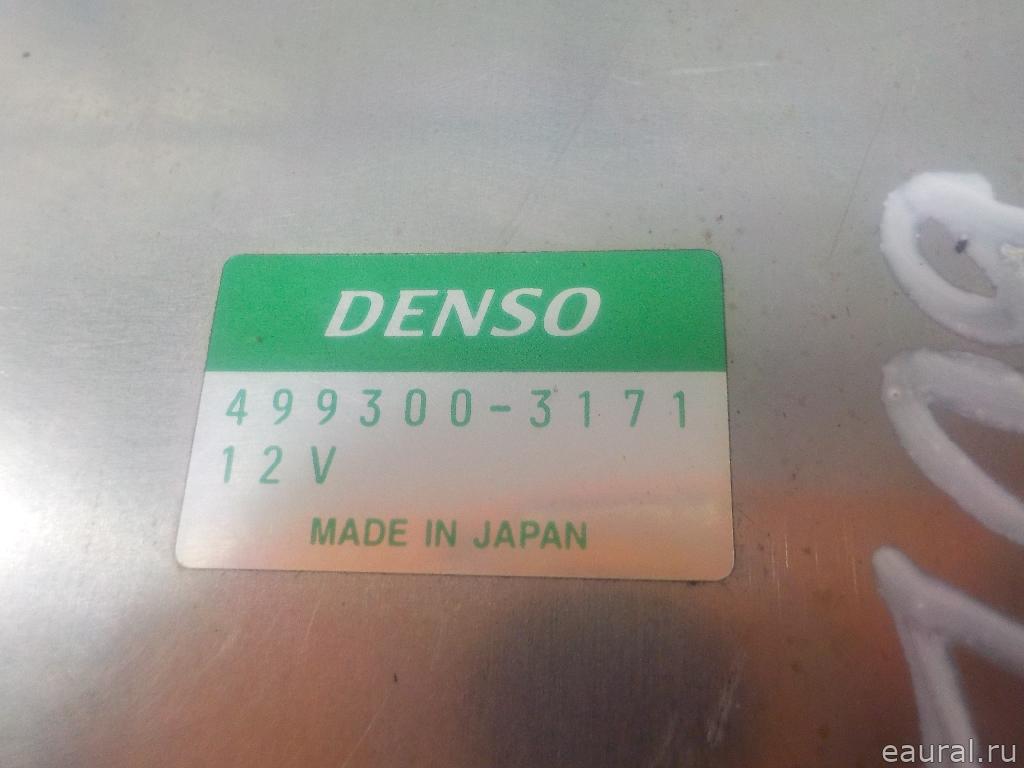 DENSO
499300-3171
12V
MADE IN JAPAN
eaural.ru